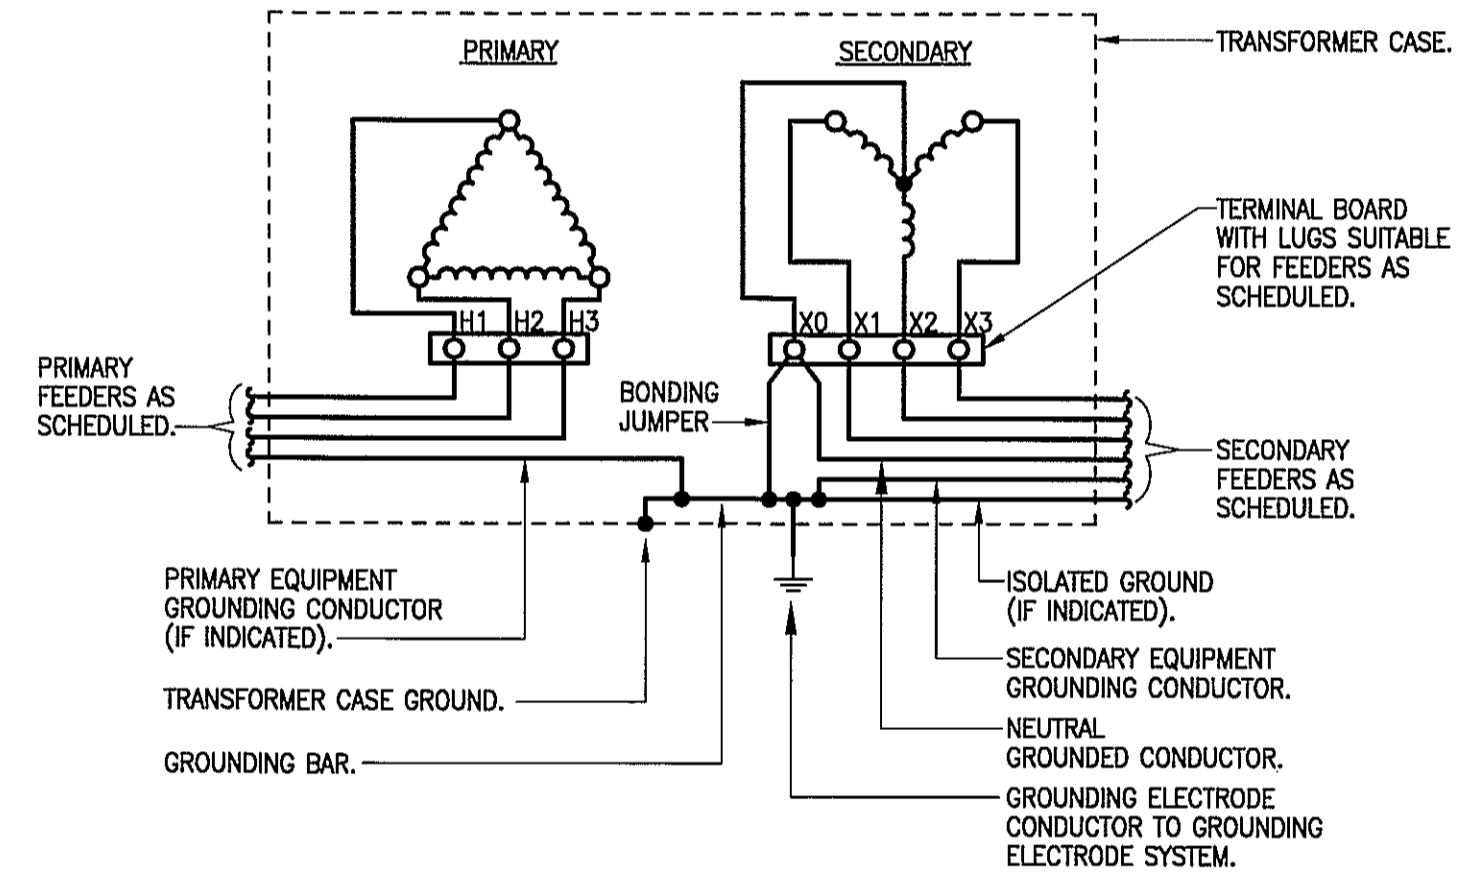 PRIMARY
SECONDARY
TRANSFORMER CASE.
TERMINAL BOARD
WITH LUGS SUITABLE
FOR FEEDERS AS
SCHEDULED.
H1 H2 H3
X0 X1 X2 X3
PRIMARY
FEEDERS AS
SCHEDULED.
BONDING
JUMPER
SECONDARY
FEEDERS AS
SCHEDULED.
PRIMARY EQUIPMENT
GROUNDING CONDUCTOR
(IF INDICATED).
TRANSFORMER CASE GROUND.
GROUNDING BAR.
ISOLATED GROUND
(IF INDICATED).
SECONDARY EQUIPMENT
GROUNDING CONDUCTOR.
NEUTRAL
GROUNDED CONDUCTOR.
GROUNDING ELECTRODE
CONDUCTOR TO GROUNDING
ELECTRODE SYSTEM.